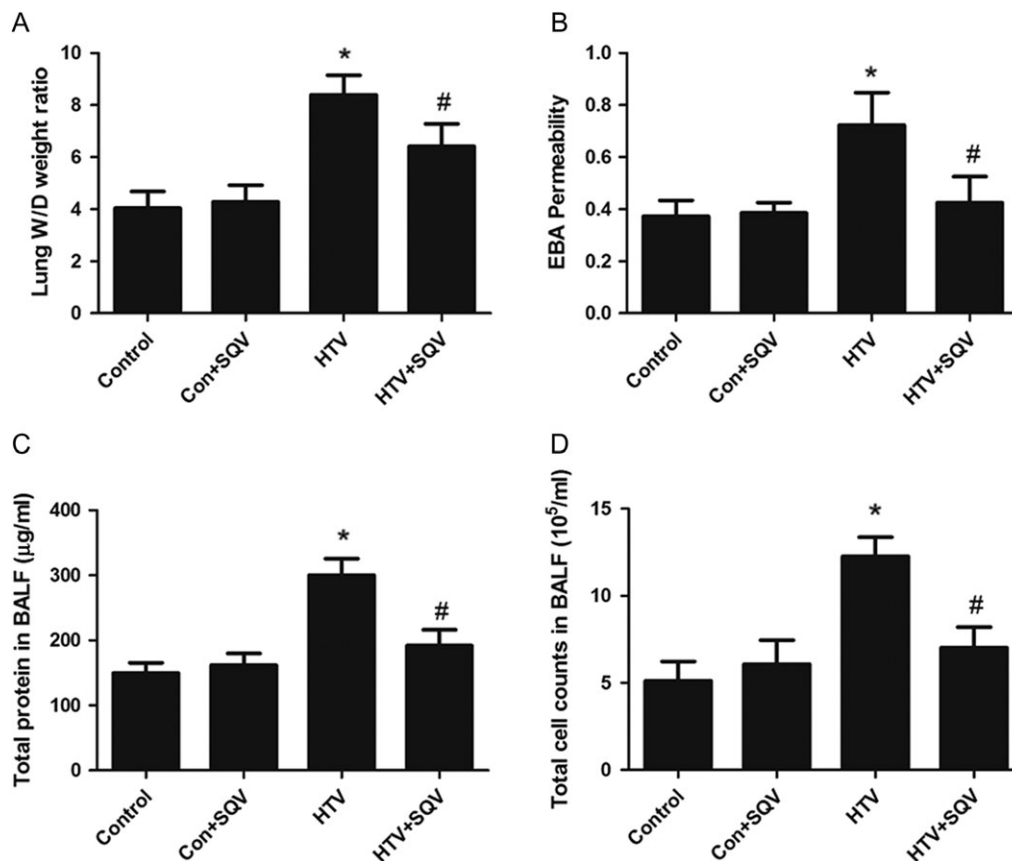 A
Lung W/D weight ratio
10
8
6
4
2
0
*
#
Control
Con+SQV
HTV
HTV+SQV
B
EBA Permeability
1.0
0.8
0.6
0.4
0.2
0.0
*
#
Control
Con+SQV
HTV
HTV+SQV
C
Total protein in BALF (μg/ml)
400
300
200
100
0
*
#
Control
Con+SQV
HTV
HTV+SQV
D
Total cell counts in BALF (10⁵/ml)
15
10
5
0
*
#
Control
Con+SQV
HTV
HTV+SQV